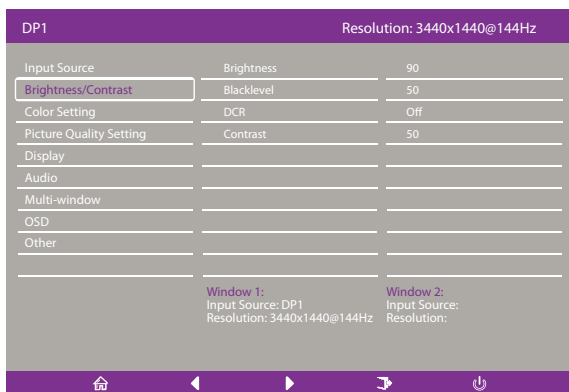 DP1 Resolution: 3440x1440@144Hz
Input Source Brightness 90
Brightness/Contrast Blacklevel 50
Color Setting DCR Off
Picture Quality Setting Contrast 50
Display
Audio
Multi-window
OSD
Other
Window 1: Window 2:
Input Source: DP1 Input Source:
Resolution: 3440x1440@144Hz Resolution: